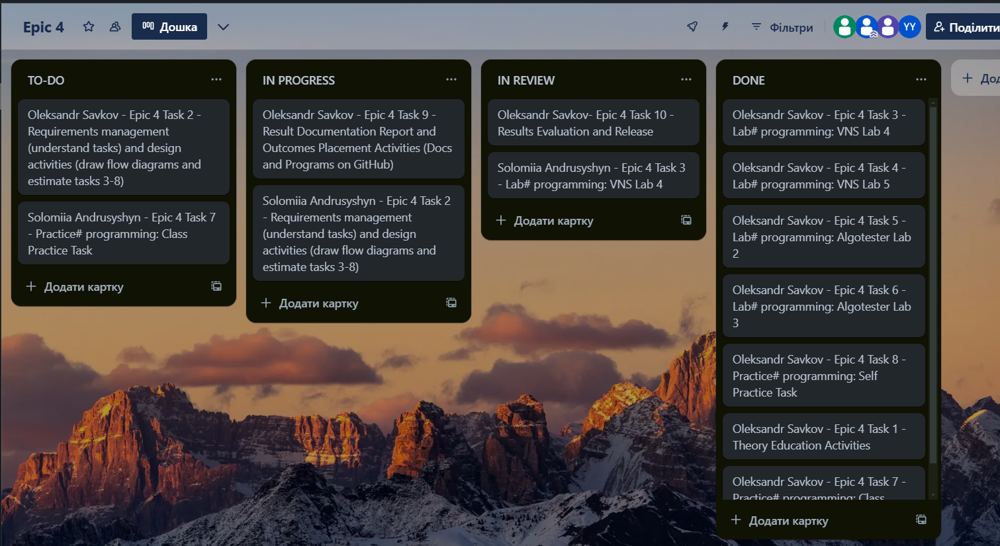 Epic 4
Дошка
Фільтри
YY
Поділити
TO-DO
Oleksandr Savkov - Epic 4 Task 2 -
Requirements management
(understand tasks) and design
activities (draw flow diagrams and
estimate tasks 3-8)
Solomiia Andrusyshyn - Epic 4 Task 7
- Practice# programming: Class
Practice Task
Додати картку
IN PROGRESS
Oleksandr Savkov - Epic 4 Task 9 -
Result Documentation Report and
Outcomes Placement Activities (Docs
and Programs on GitHub)
Solomiia Andrusyshyn - Epic 4 Task 2
- Requirements management
(understand tasks) and design
activities (draw flow diagrams and
estimate tasks 3-8)
Додати картку
IN REVIEW
Oleksandr Savkov- Epic 4 Task 10 -
Results Evaluation and Release
Solomiia Andrusyshyn - Epic 4 Task 3
- Lab# programming: VNS Lab 4
Додати картку
DONE
Oleksandr Savkov - Epic 4 Task 3 -
Lab# programming: VNS Lab 4
Oleksandr Savkov - Epic 4 Task 4 -
Lab# programming: VNS Lab 5
Oleksandr Savkov - Epic 4 Task 5 -
Lab# programming: Algotester Lab
2
Oleksandr Savkov - Epic 4 Task 6 -
Lab# programming: Algotester Lab
3
Oleksandr Savkov - Epic 4 Task 8 -
Practice# programming: Self
Practice Task
Oleksandr Savkov - Epic 4 Task 1 -
Theory Education Activities
Oleksandr Savkov - Epic 4 Task 7 -
Practice# programming: Class
Додати картку
Дод